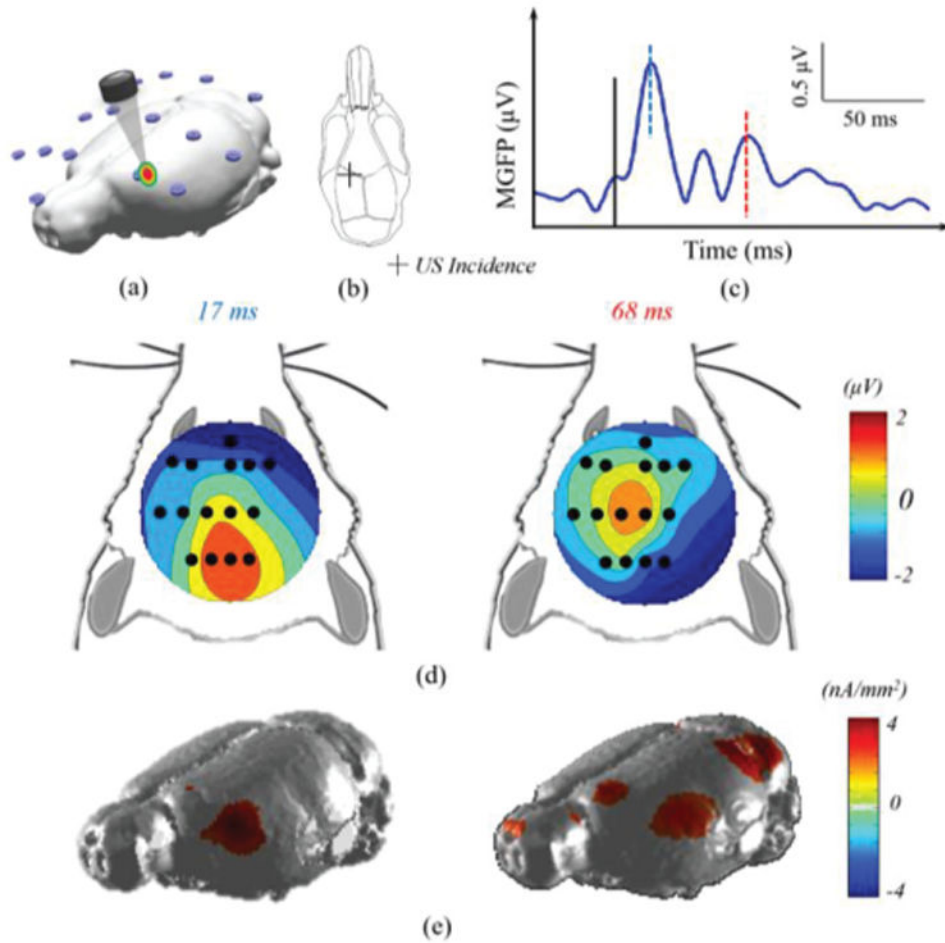 MGFP (μV)
0.5 μV
50 ms
Time (ms)
+ US Incidence
(a)
(b)
(c)
17 ms
68 ms
(μV)
2
0
-2
(d)
(nA/mm²)
4
0
-4
(e)